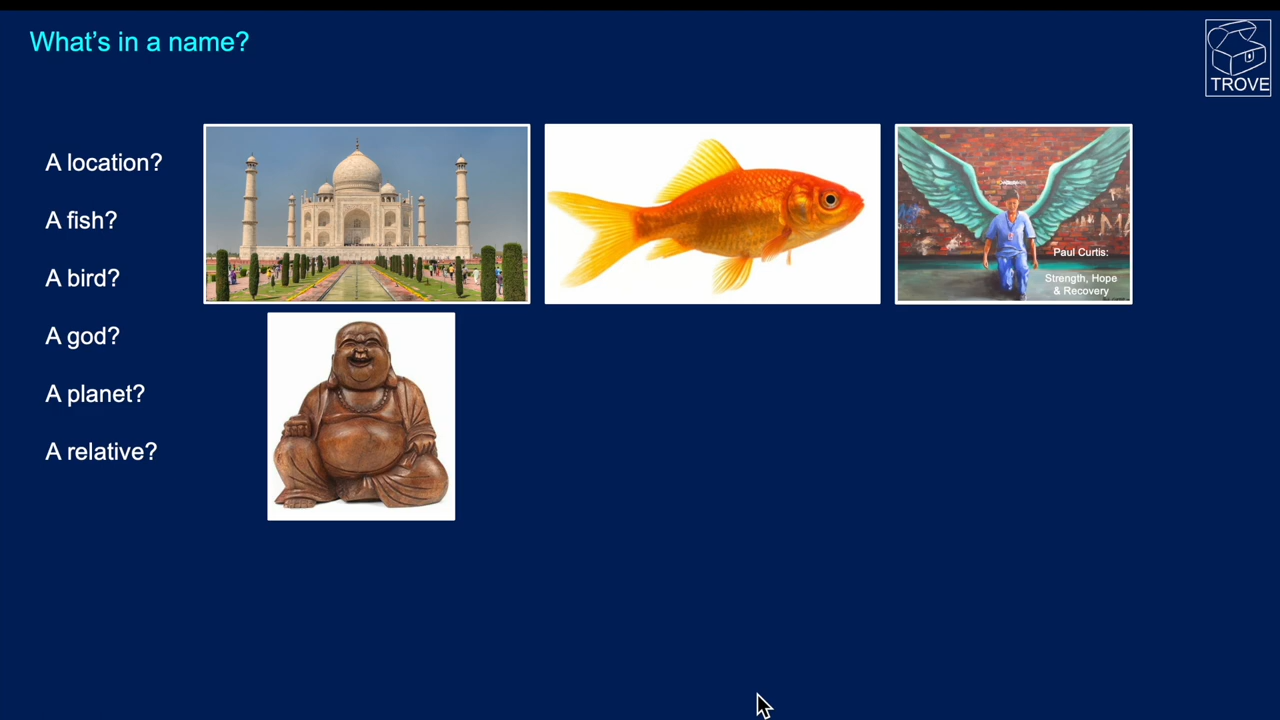 What's in a name?
TROVE
A location?
A fish?
A bird?
A god?
A planet?
A relative?
Paul Curtis:
Strength, Hope
& Recovery